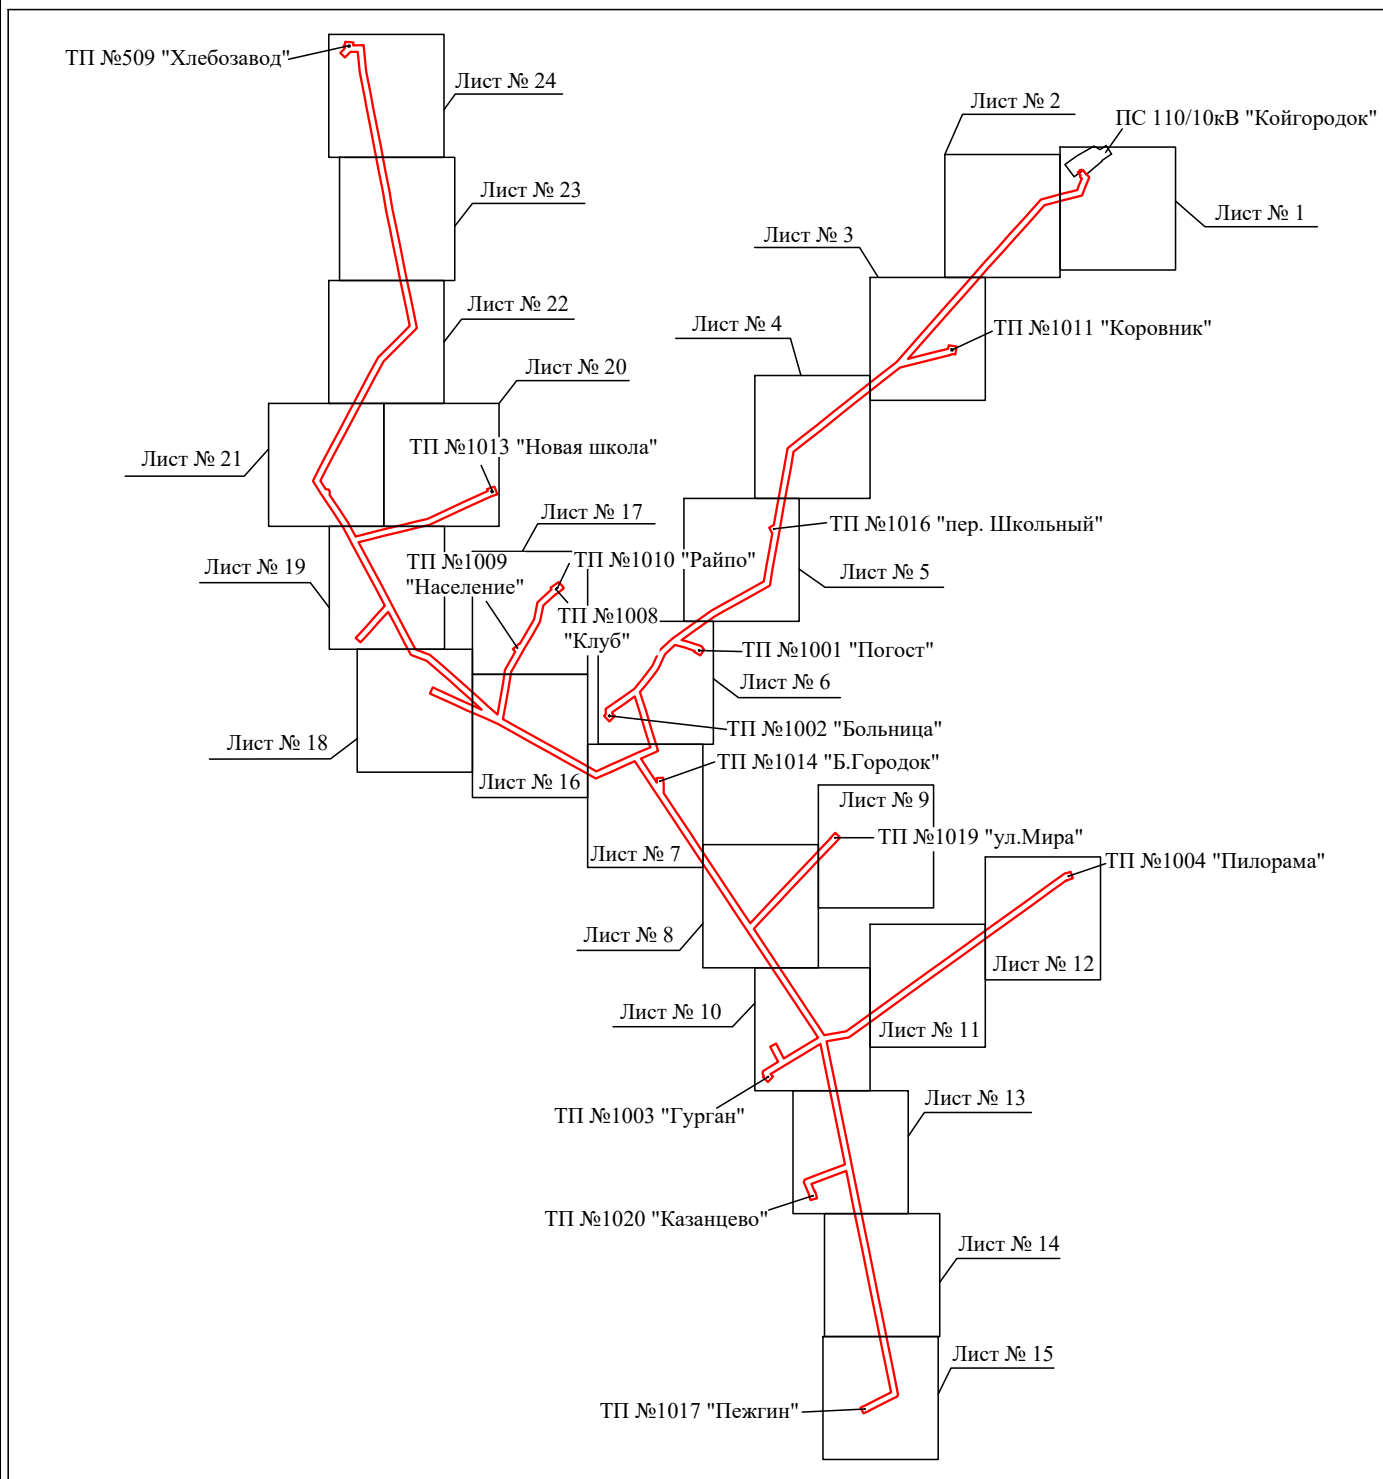 ТП №509 "Хлебозавод"
Лист № 24
Лист № 2
ПС 110/10кВ "Койгородок"
Лист № 23
Лист № 1
Лист № 3
Лист № 22
Лист № 4
ТП №1011 "Коровник"
Лист № 20
ТП №1013 "Новая школа"
Лист № 21
Лист № 17
ТП №1016 "пер. Школьный"
ТП №1009
"Население"
ТП №1010 "Райпо"
Лист № 19
Лист № 5
ТП №1008
"Клуб"
ТП №1001 "Погост"
Лист № 6
ТП №1002 "Больница"
Лист № 18
ТП №1014 "Б.Городок"
Лист № 16
Лист № 9
ТП №1019 "ул.Мира"
Лист № 7
ТП №1004 "Пилорама"
Лист № 8
Лист № 12
Лист № 10
Лист № 11
Лист № 13
ТП №1003 "Гурган"
ТП №1020 "Казанцево"
Лист № 14
Лист № 15
ТП №1017 "Пежгин"